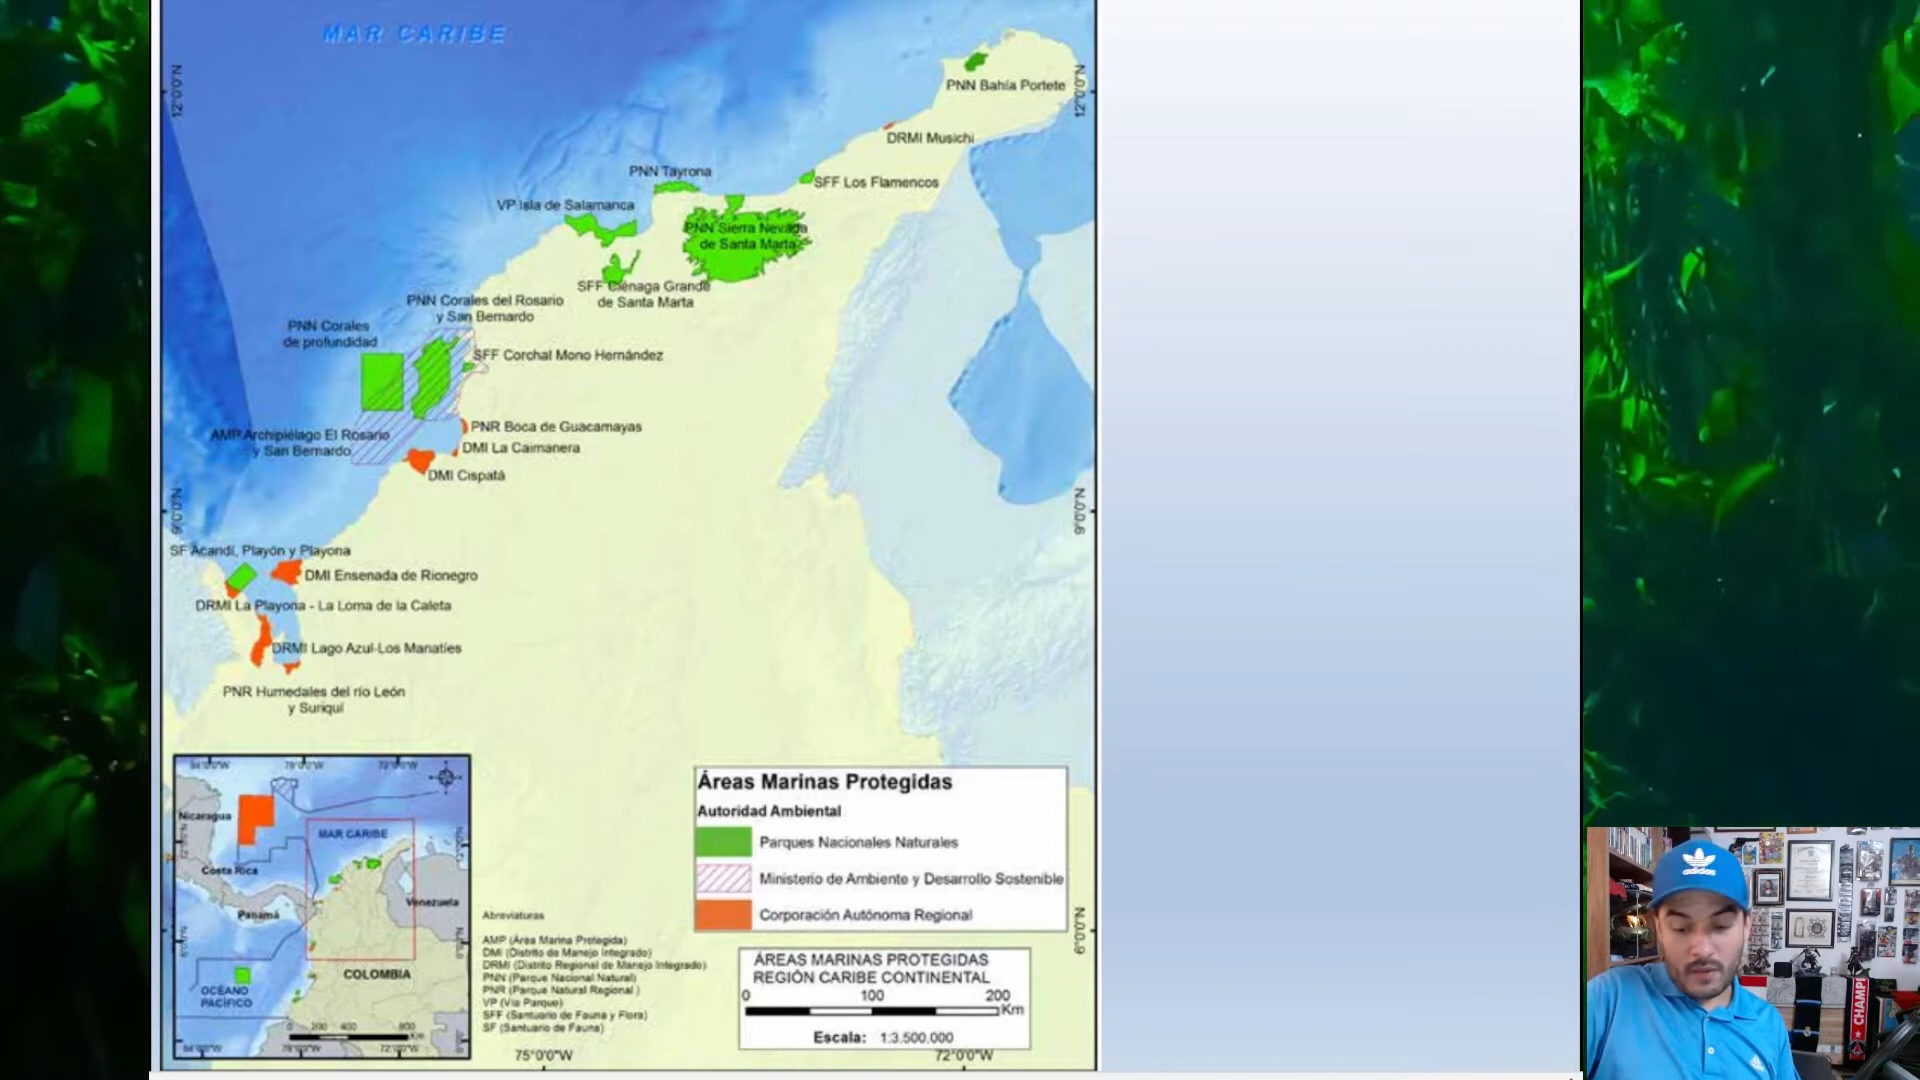 MAR CARIBE
12°0'0"N
12°0'0"N
PNN Bahía Portete
DRMI Musichi
PNN Tayrona
SFF Los Flamencos
VP Isla de Salamanca
PNN Sierra Nevada
de Santa Marta
SFF Ciénaga Grande
de Santa Marta
PNN Corales del Rosario
y San Bernardo
PNN Corales
de profundidad
SFF Corchal Mono Hernández
PNR Boca de Guacamayas
AMP Archipiélago El Rosario
y San Bernardo
DMI La Caimanera
DMI Cispatá
9°0'0"N
9°0'0"N
SF Acandí, Playón y Playona
DMI Ensenada de Rionegro
DRMI La Playona - La Loma de la Caleta
DRMI Lago Azul-Los Manatíes
PNR Humedales del río León
y Suriquí
Nicaragua
MAR CARIBE
Costa Rica
Panamá
Venezuela
COLOMBIA
OCÉANO
PACÍFICO
0 200 400 800
Km
Áreas Marinas Protegidas
Autoridad Ambiental
Parques Nacionales Naturales
Ministerio de Ambiente y Desarrollo Sostenible
Corporación Autónoma Regional
6°0'0"N
Abreviaturas
AMP (Área Marina Protegida)
DMI (Distrito de Manejo Integrado)
DRMI (Distrito Regional de Manejo Integrado)
PNN (Parque Nacional Natural)
PNR (Parque Natural Regional )
VP (Vía Parque)
SFF (Santuario de Fauna y Flora)
SF (Santuario de Fauna)
ÁREAS MARINAS PROTEGIDAS
REGIÓN CARIBE CONTINENTAL
0 100 200
Km
Escala: 1:3.500.000
75°0'0"W
72°0'0"W
adidas
CHAMPI